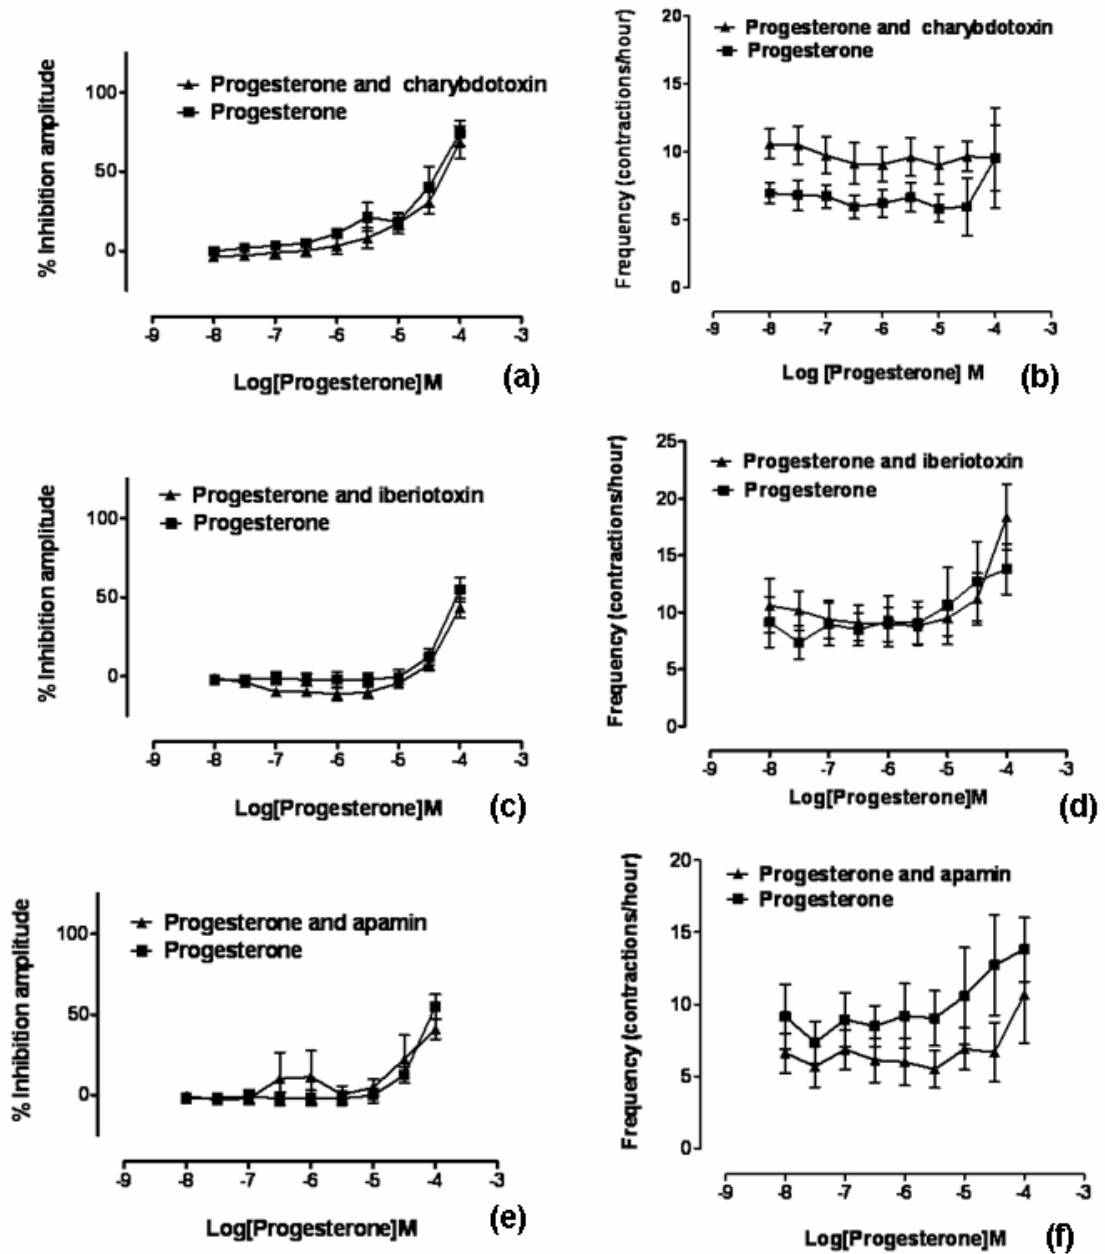 Progesterone and charybdotoxin
Progesterone
% Inhibition amplitude
100
50
0
-9 -8 -7 -6 -5 -4 -3
Log[Progesterone]M
(a)
Progesterone and charybdotoxin
Progesterone
Frequency (contractions/hour)
20
15
10
5
0
-9 -8 -7 -6 -5 -4 -3
Log [Progesterone] M
(b)
Progesterone and iberiotoxin
Progesterone
% Inhibition amplitude
100
50
0
-9 -8 -7 -6 -5 -4 -3
Log[Progesterone]M
(c)
Progesterone and iberiotoxin
Progesterone
Frequency (contractions/hour)
25
20
15
10
5
0
-9 -8 -7 -6 -5 -4 -3
Log[Progesterone]M
(d)
Progesterone and apamin
Progesterone
% Inhibition amplitude
100
50
0
-9 -8 -7 -6 -5 -4 -3
Log[Progesterone]M
(e)
Progesterone and apamin
Progesterone
Frequency (contractions/hour)
20
15
10
5
0
-9 -8 -7 -6 -5 -4 -3
Log[Progesterone]M
(f)